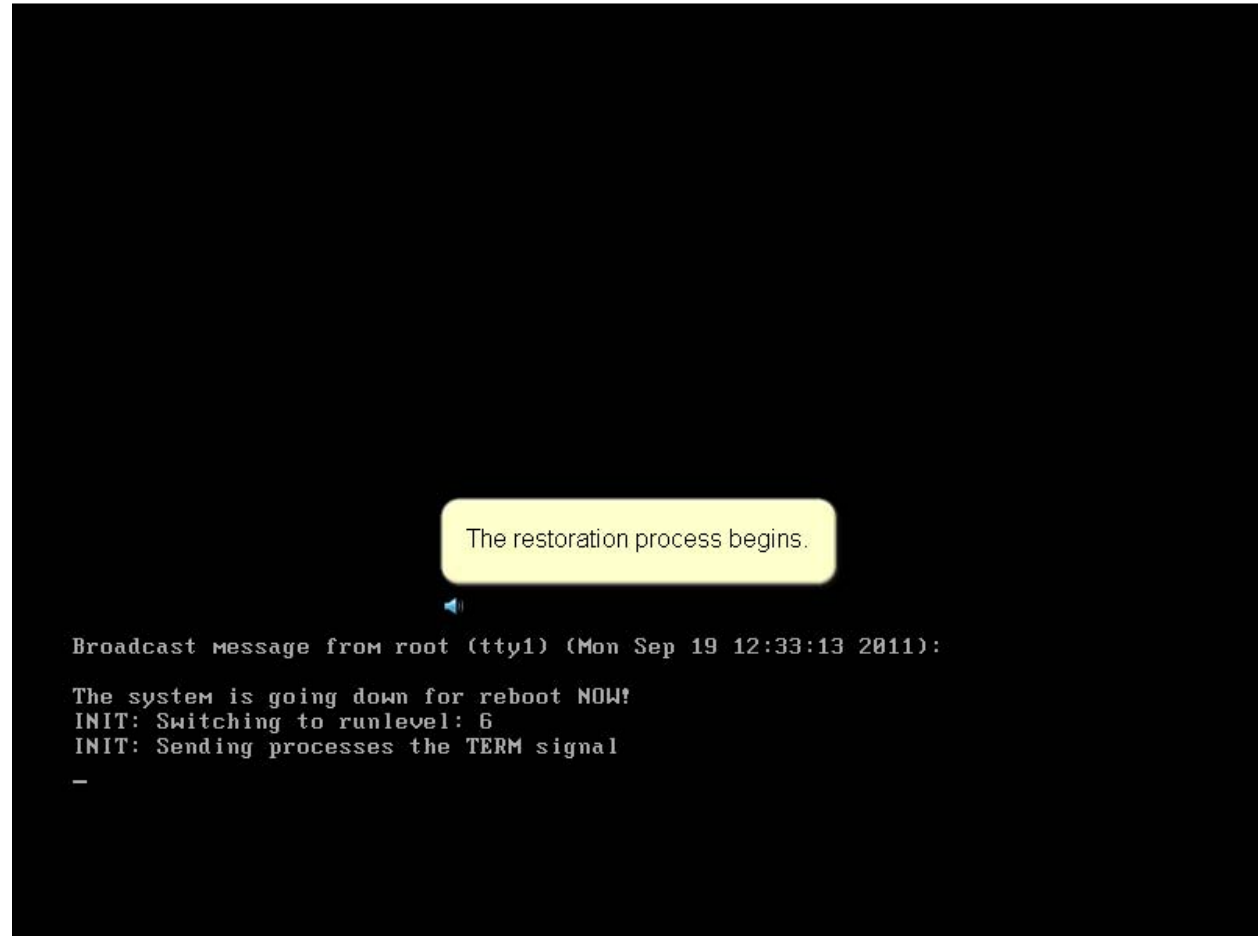 The restoration process begins.
Broadcast message from root (tty1) (Mon Sep 19 12:33:13 2011):
The system is going down for reboot NOW!
INIT: Switching to runlevel: 6
INIT: Sending processes the TERM signal